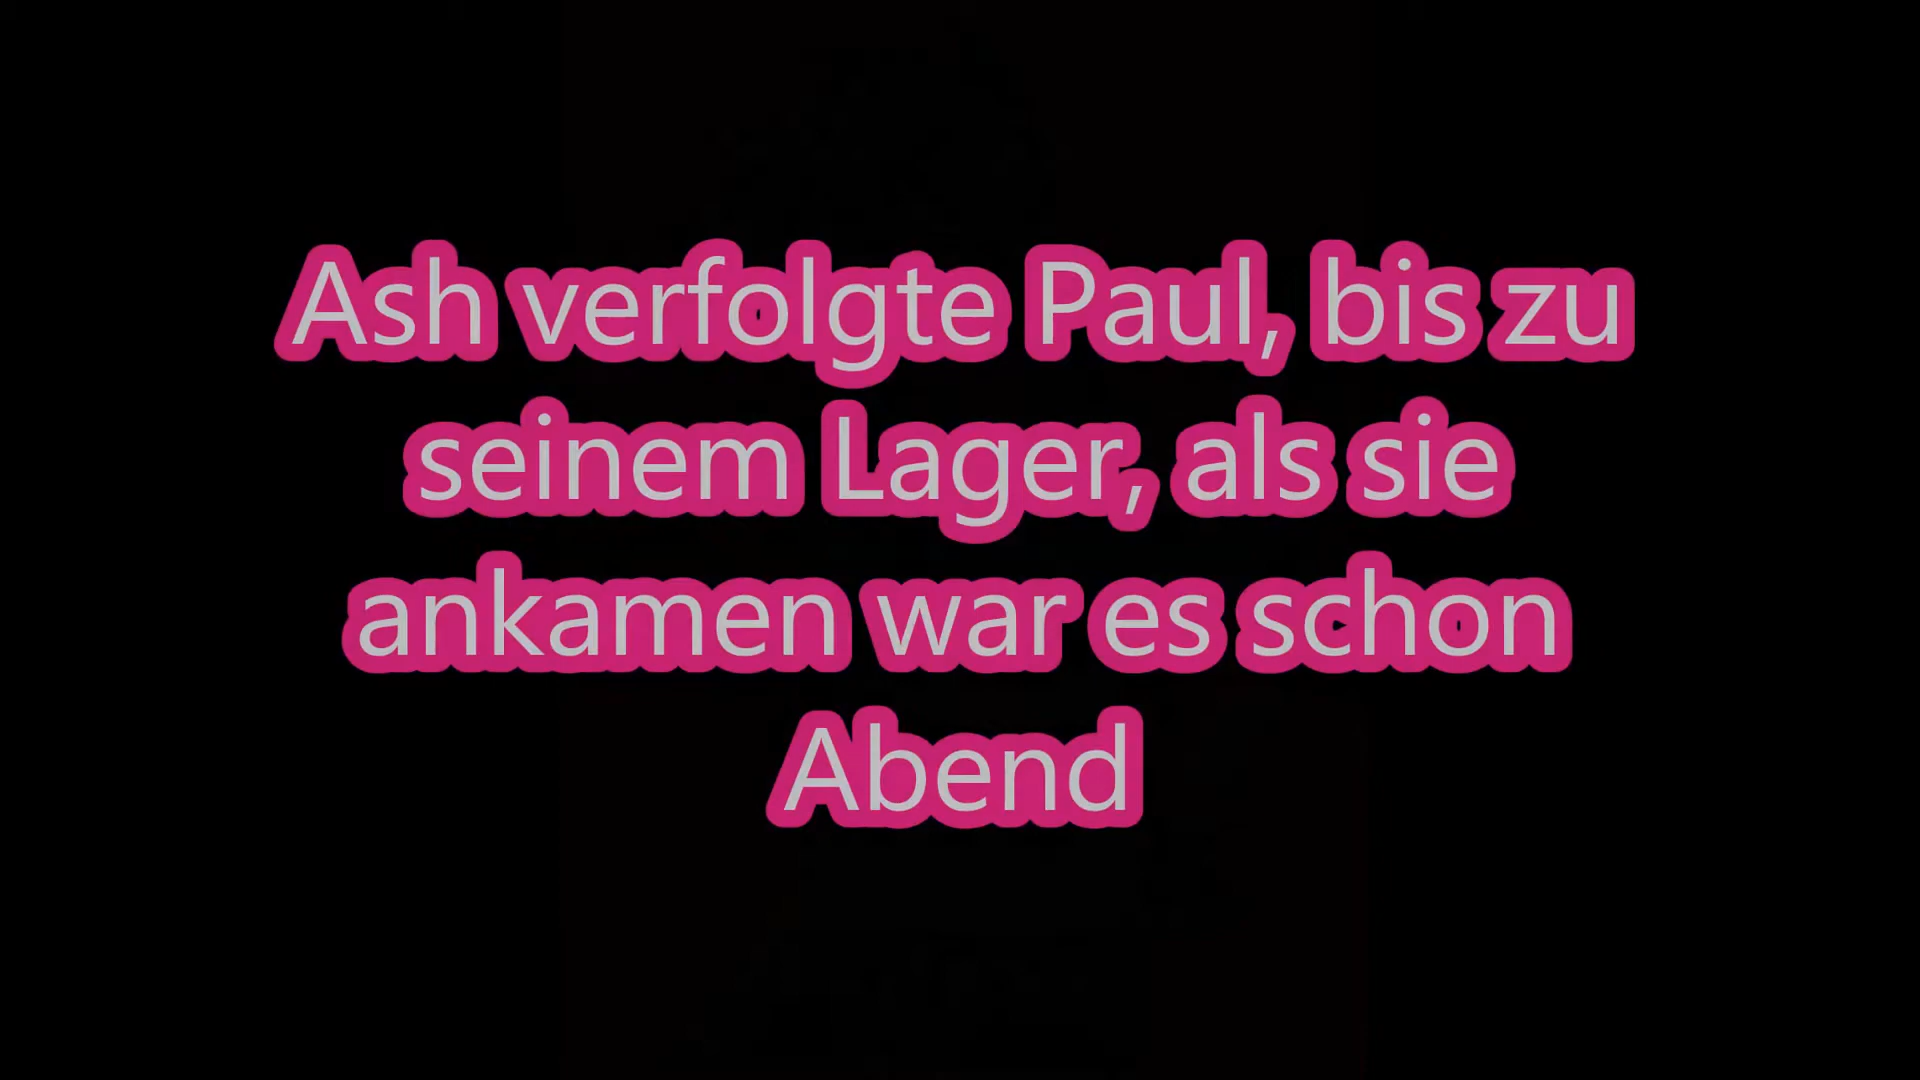 Ash verfolgte Paul, bis zu
seinem Lager, als sie
ankamen war es schon
Abend